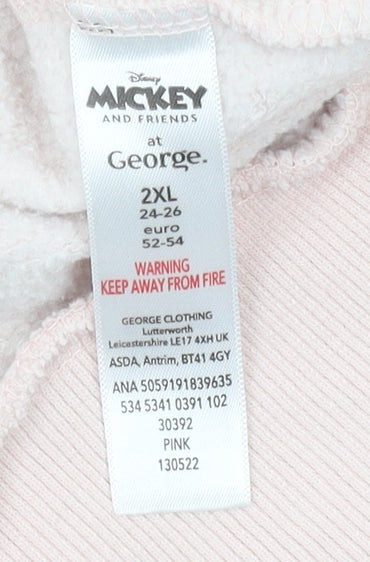 Disney
MICKEY
AND FRIENDS
at
George.
2XL
24-26
euro
52-54
WARNING
KEEP AWAY FROM FIRE
GEORGE CLOTHING
Lutterworth
Leicestershire LE17 4XH UK
ASDA, Antrim, BT41 4GY
ANA 5059191839635
534 5341 0391 102
30392
PINK
130522